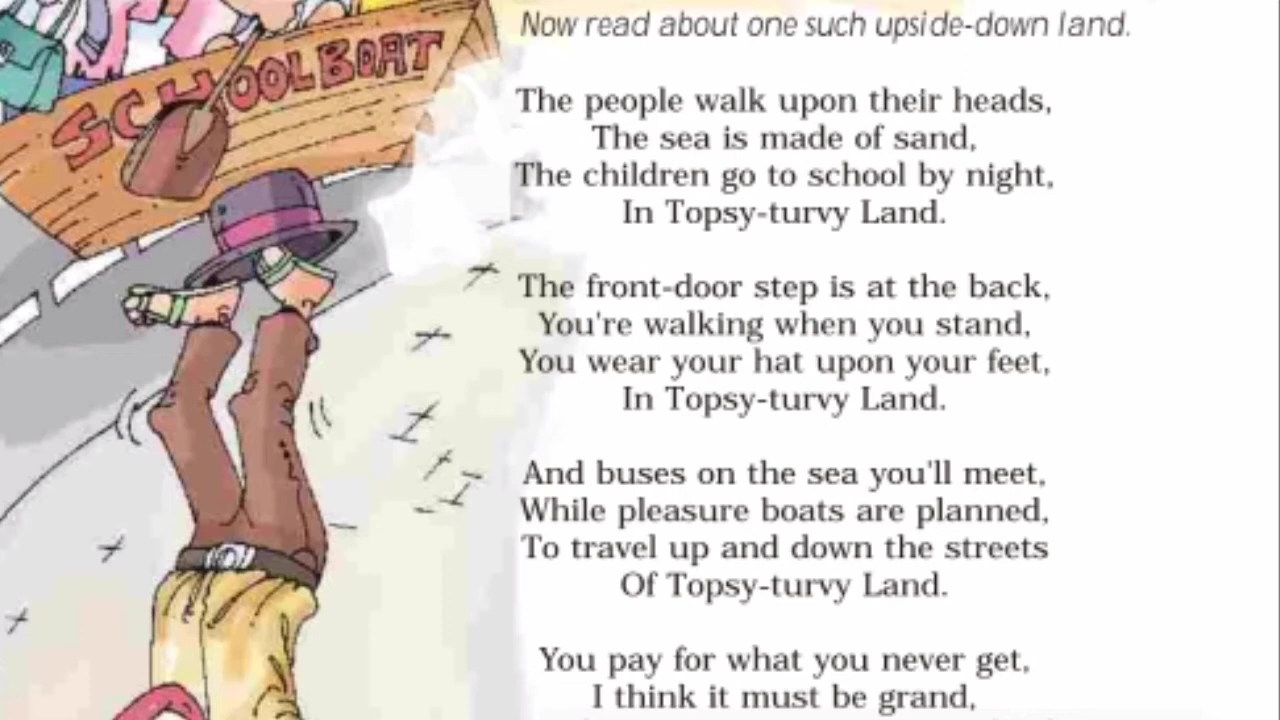 SCHOOL BOAT
Now read about one such upside-down land.
The people walk upon their heads,
The sea is made of sand,
The children go to school by night,
In Topsy-turvy Land.
The front-door step is at the back,
You're walking when you stand,
You wear your hat upon your feet,
In Topsy-turvy Land.
And buses on the sea you'll meet,
While pleasure boats are planned,
To travel up and down the streets
Of Topsy-turvy Land.
You pay for what you never get,
I think it must be grand,